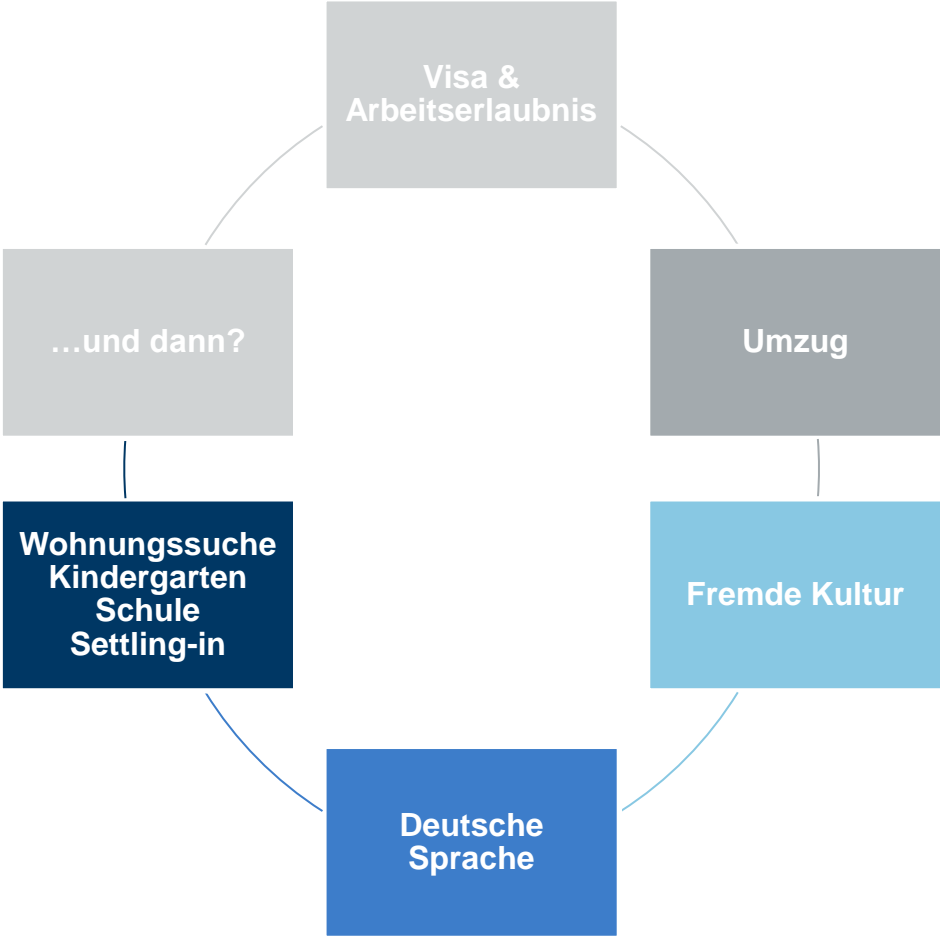 Visa &
Arbeitserlaubnis
Umzug
Fremde Kultur
Deutsche
Sprache
Wohnungssuche
Kindergarten
Schule
Settling-in
…und dann?